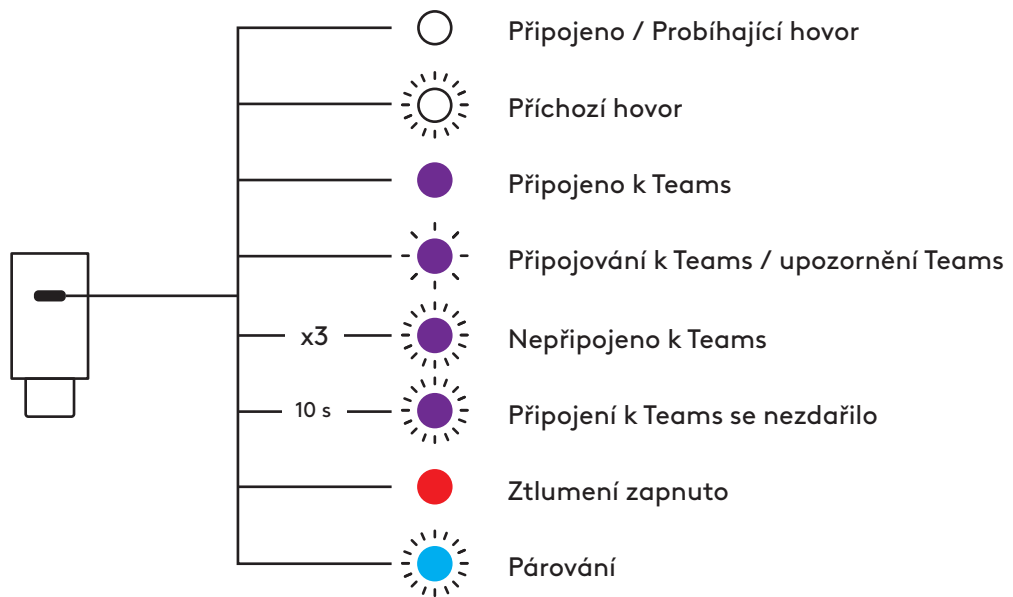 Připojeno / Probíhající hovor
Příchozí hovor
Připojeno k Teams
Připojování k Teams / upozornění Teams
x3 Nepřipojeno k Teams
10 s Připojení k Teams se nezdařilo
Ztlumení zapnuto
Párování